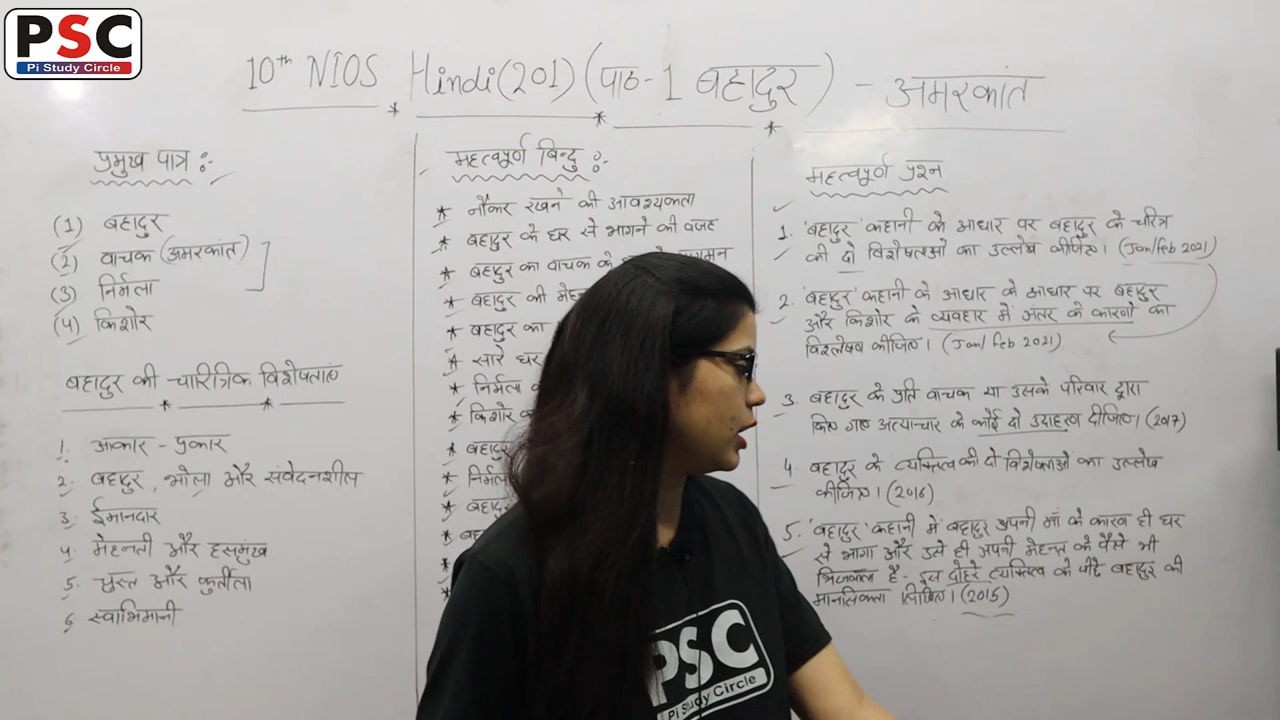 PSC
Pi Study Circle
10th NIOS Hindi(201) (पाठ-1 बहादुर) - अमरकांत
प्रमुख पात्र :-
(1) बहादुर
(2) वाचक (अमरकांत)
(3) निर्मला
(4) किशोर
बहादुर की चारित्रिक विशेषताएं
1. आकार - प्रकार
2. बहादुर, भोला और संवेदनशील
3. ईमानदार
4. मेहनती और हसमुंख
5. चुस्त और फुर्तीला
6. स्वाभिमानी
महत्वपूर्ण बिन्दु :-
* नौकर रखने की आवश्यकता
* बहादुर के घर से भागने की वजह
* बहादुर का वाचक के
* बहादुर की
* बहादुर का
* सारे घर
* निर्मला
* किशोर
* बहादुर
* निर्मल
* बहादु
महत्वपूर्ण प्रश्न
1. 'बहादुर' कहानी के आधार पर बहादुर के चरित्र
की दो विशेषताओं का उल्लेख कीजिए। (Jan/Feb 2021)
2. 'बहादुर' कहानी के आधार के आधार पर बहादुर
और किशोर के व्यवहार में अंतर के कारणों का
विश्लेषण कीजिए। (Jan/Feb 2021)
3. बहादुर के प्रति वाचक या उसके परिवार द्वारा
किए गए अत्याचार के कोई दो उदाहरण दीजिए। (2017)
4. बहादुर के व्यक्तित्व की दो विशेषताओं का उल्लेख
कीजिए। (2016)
5. 'बहादुर' कहानी में बहादुर अपनी माँ के कारण ही घर
से भागा और उसे ही अपनी मेहनत के पैसे भी
है- इस दोहरे व्यक्तित्व के पीछे बहादुर की
मानसिकता लिखिए। (2015)
PSC
Pi Study Circle